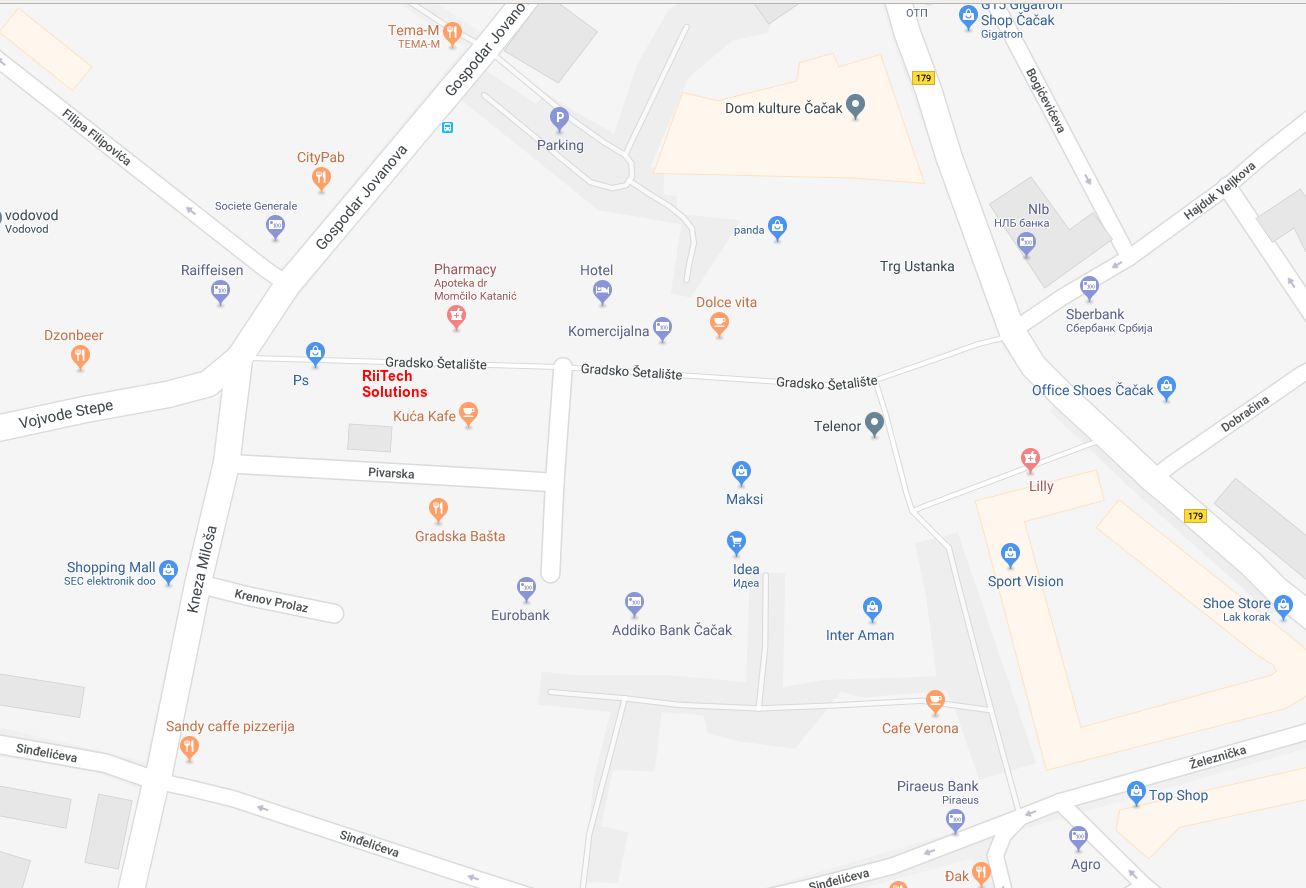 ОТП
GTS Gigatron
Shop Čačak
Gigatron
Tema-M
TEMA-M
Gospodar Jovano
179
Bogićevićeva
Dom kulture Čačak
Filipa Filipovića
Parking
CityPab
Gospodar Jovanova
Hajduk Veljkova
Societe Generale
vodovod
Vodovod
Nlb
НЛБ банка
panda
Raiffeisen
Pharmacy
Apoteka dr
Momčilo Katanić
Hotel
Trg Ustanka
Dolce vita
Sberbank
Сбербанк Србија
Komercijalna
Dzonbeer
Gradsko Šetalište
Gradsko Šetalište
Gradsko Šetalište
Ps
RiiTech
Solutions
Office Shoes Čačak
Kuća Kafe
Vojvode Stepe
Dobračina
Telenor
Pivarska
Lilly
Maksi
179
Gradska Bašta
Kneza Miloša
Shopping Mall
SEC elektronik doo
Idea
Идеа
Sport Vision
Krenov Prolaz
Eurobank
Addiko Bank Čačak
Inter Aman
Shoe Store
Lak korak
Sandy caffe pizzerija
Cafe Verona
Sinđelićeva
Železnička
Piraeus Bank
Piraeus
Top Shop
Sinđelićeva
Agro
Sinđelićeva
Đak